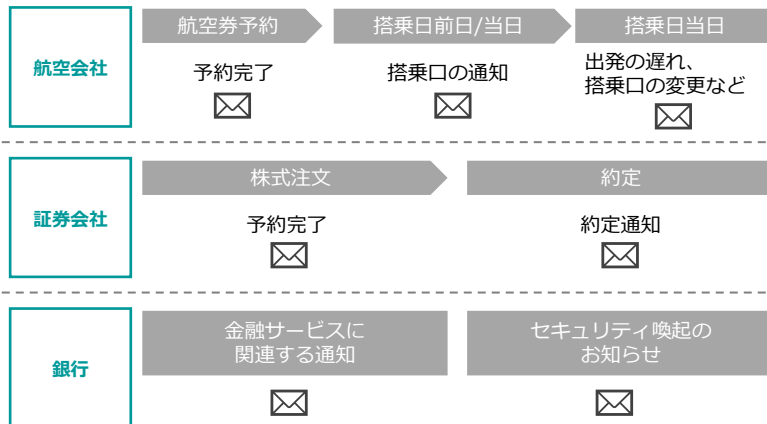 航空会社
航空券予約
搭乗日前日/当日
搭乗日当日
予約完了
搭乗口の通知
出発の遅れ、
搭乗口の変更など
証券会社
株式注文
約定
予約完了
約定通知
銀行
金融サービスに
関連する通知
セキュリティ喚起の
お知らせ